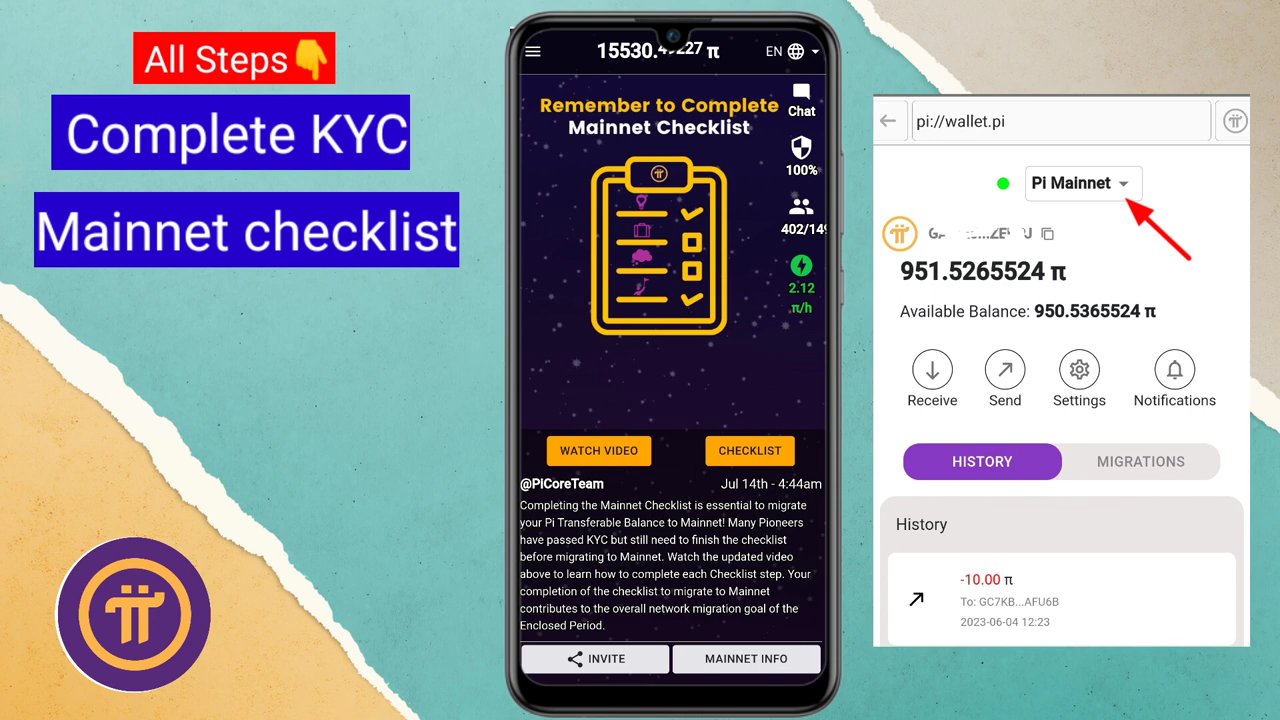 All Steps👇
Complete KYC
Mainnet checklist
15530.49227 π
EN
Remember to Complete
Mainnet Checklist
Chat
100%
402/149
2.12
π/h
WATCH VIDEO
CHECKLIST
@PiCoreTeam
Jul 14th - 4:44am
Completing the Mainnet Checklist is essential to migrate
your Pi Transferable Balance to Mainnet! Many Pioneers
have passed KYC but still need to finish the checklist
before migrating to Mainnet. Watch the updated video
above to learn how to complete each Checklist step. Your
completion of the checklist to migrate to Mainnet
contributes to the overall network migration goal of the
Enclosed Period.
INVITE
MAINNET INFO
pi://wallet.pi
Pi Mainnet
951.5265524 π
Available Balance: 950.5365524 π
Receive
Send
Settings
Notifications
HISTORY
MIGRATIONS
History
-10.00 π
To: GC7KB...AFU6B
2023-06-04 12:23